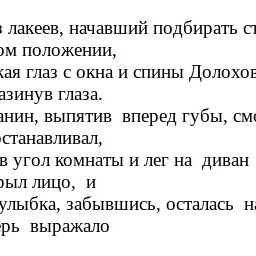 з лакеев, начавший подбирать ст
ом положении,
кая глаз с окна и спины Долохов
азинув глаза.
анин, выпятив вперед губы, смо
останавливал,
в угол комнаты и лег на диван
рыл лицо, и
улыбка, забывшись, осталась на
ерь выражало